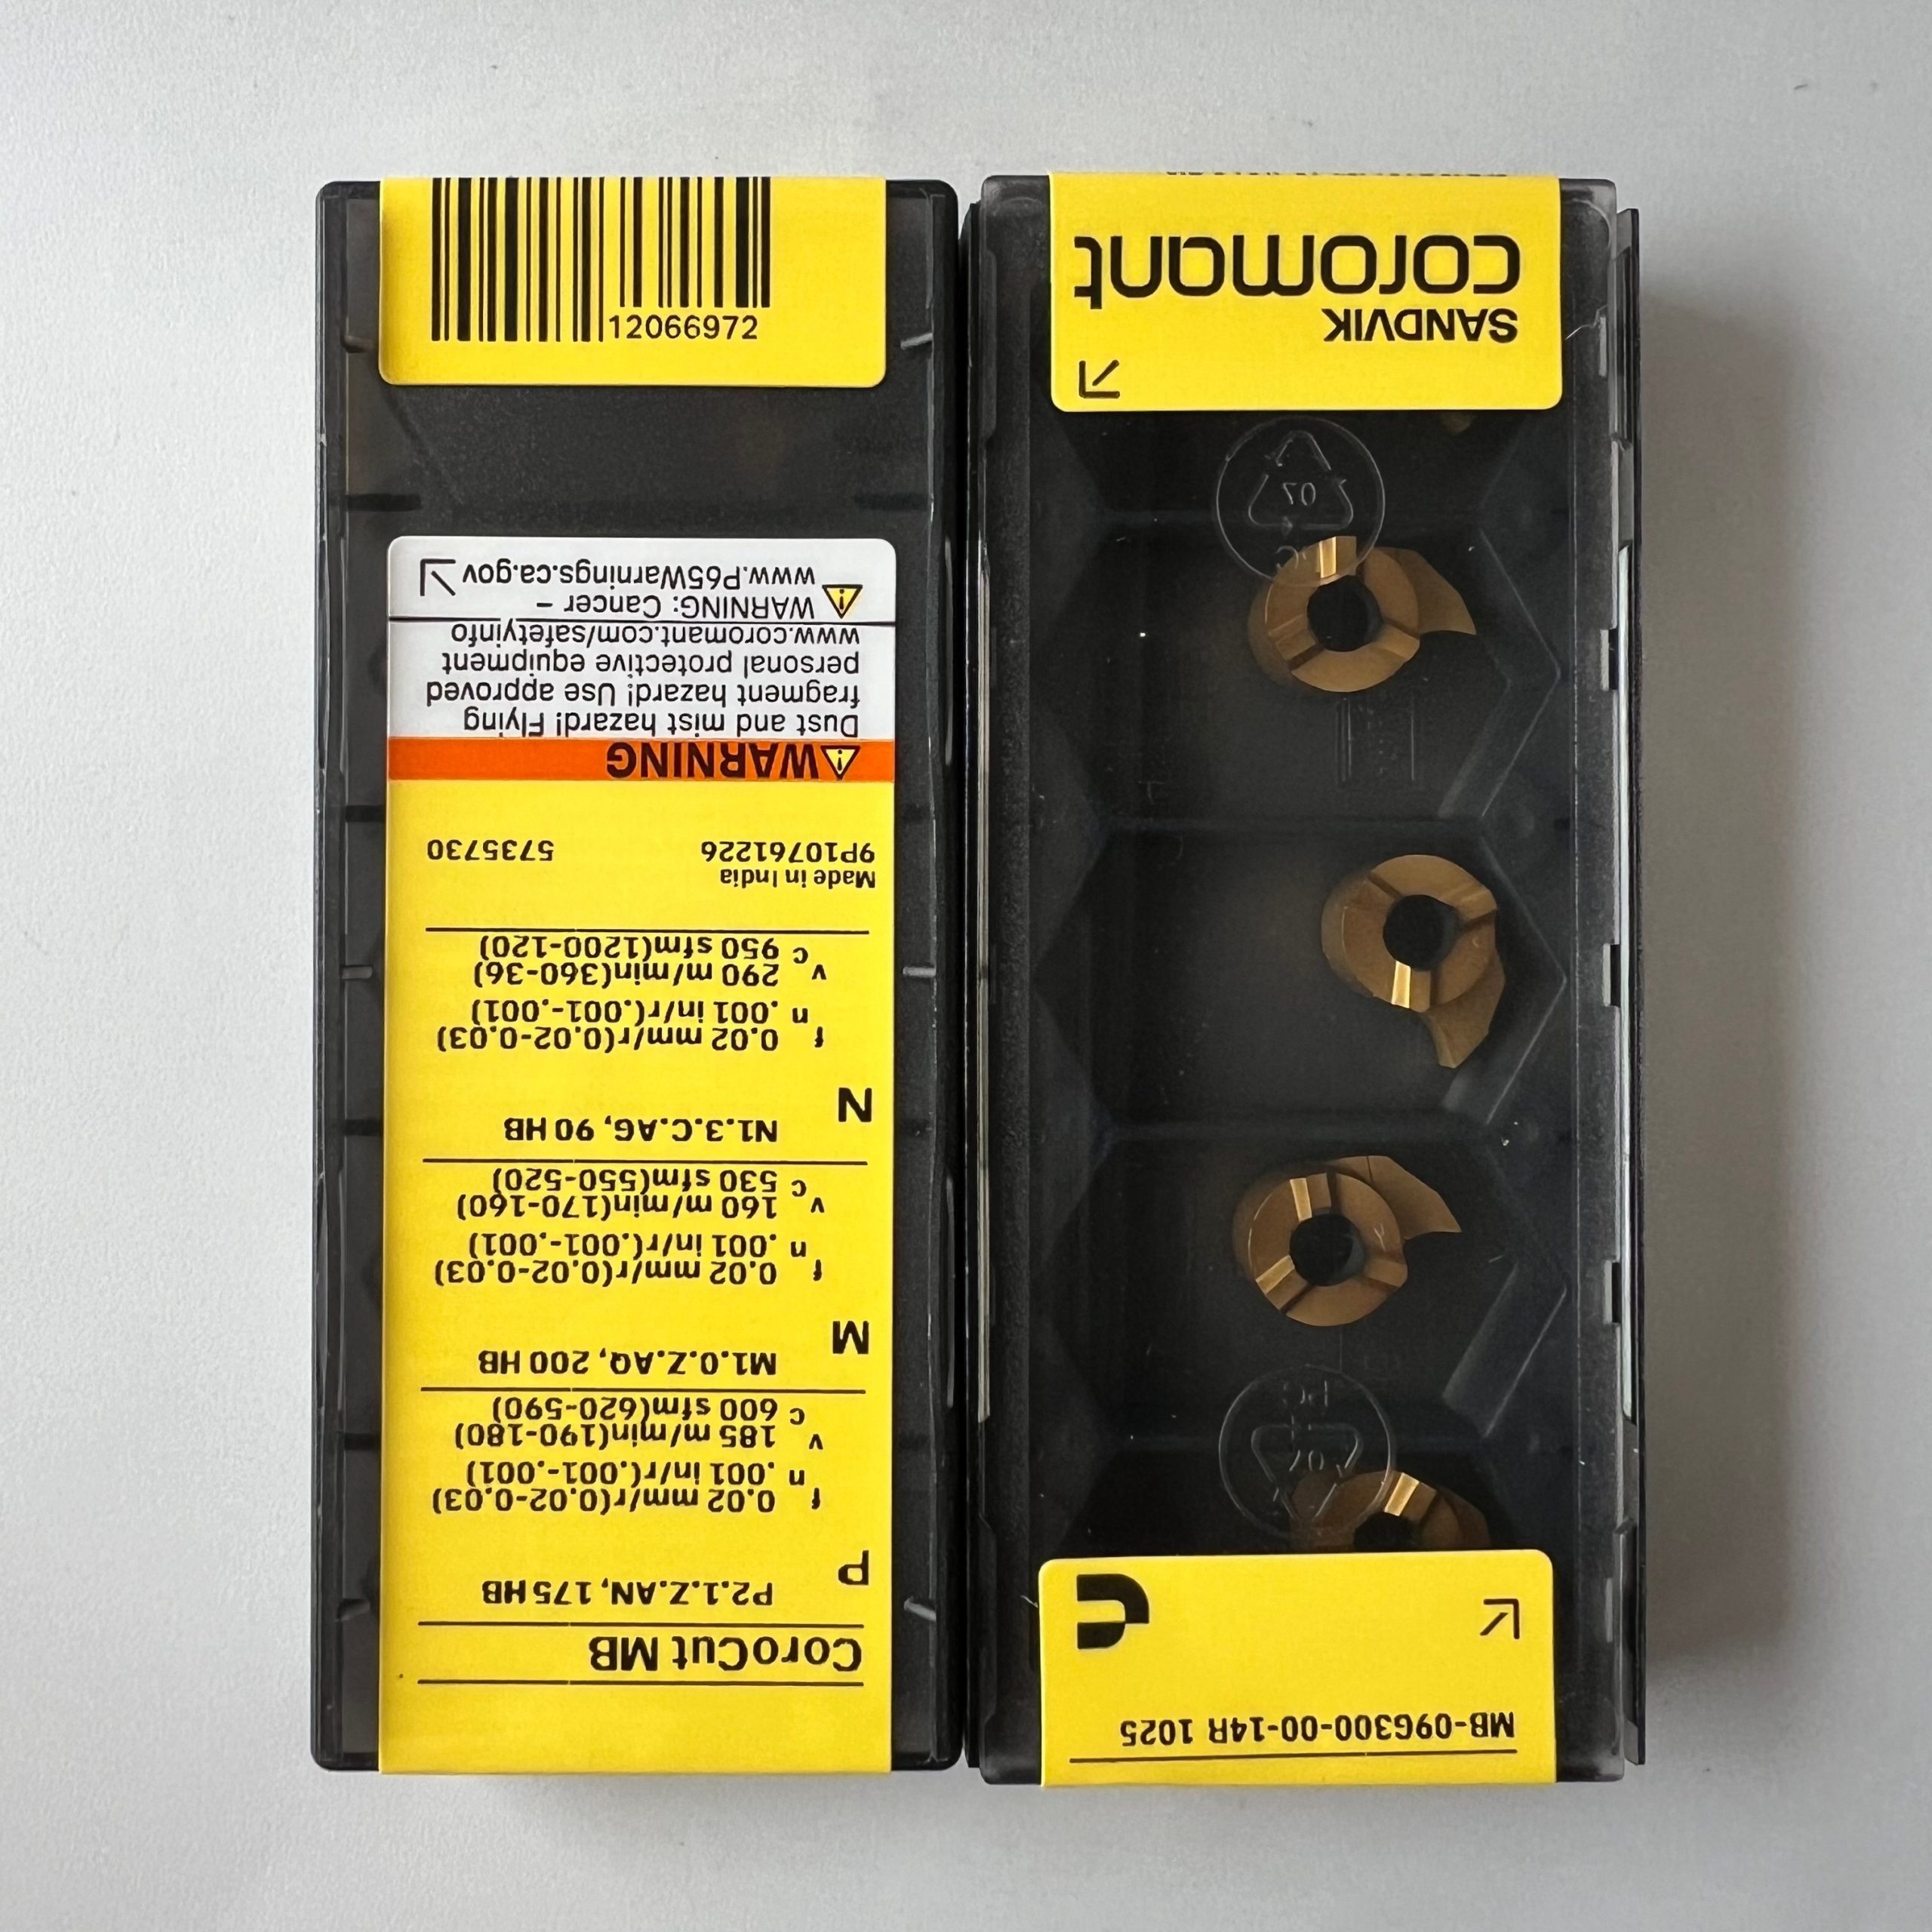 12066972
CoroCut MB
P2.1.Z.AN, 175 HB
P
f 0.02 mm/r(0.02-0.03)
n .001 in/r(.001-.001)
v 185 m/min(190-180)
c 600 sfm(620-590)
M1.0.Z.AQ, 200 HB
M
f 0.02 mm/r(0.02-0.03)
n .001 in/r(.001-.001)
v 160 m/min(170-160)
c 530 sfm(550-520)
N1.3.C.AG, 90 HB
N
f 0.02 mm/r(0.02-0.03)
n .001 in/r(.001-.001)
v 290 m/min(360-36)
c 950 sfm(1200-120)
Made in India
9P10761226 5735730
WARNING
Dust and mist hazard! Flying
fragment hazard! Use approved
personal protective equipment
www.coromant.com/safetyinfo
WARNING: Cancer –
www.P65Warnings.ca.gov
MB-09G300-00-14R 1025
PC
07
07
SANDVIK
coromant